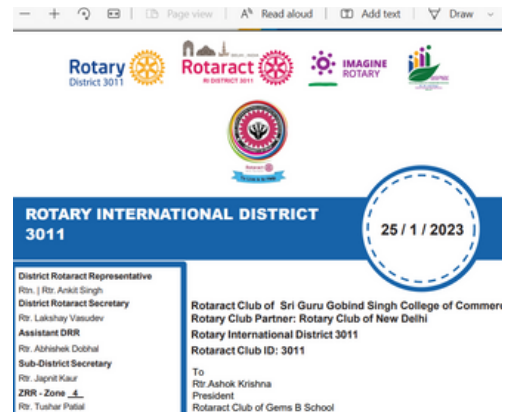 Page view
Read aloud
Add text
Draw
Rotary
District 3011
Rotaract
RI DISTRICT 3011
IMAGINE
ROTARY
ROTARY INTERNATIONAL DISTRICT
3011
25 / 1 / 2023
District Rotaract Representative
Rtn. | Rtr. Ankit Singh
District Rotaract Secretary
Rtr. Lakshay Vasudev
Assistant DRR
Rtr. Abhishek Dobhal
Sub-District Secretary
Rtr. Japnit Kaur
ZRR - Zone 4
Rtr. Tushar Patial
Rotaract Club of Sri Guru Gobind Singh College of Commer
Rotary Club Partner: Rotary Club of New Delhi
Rotary International District 3011
Rotaract Club ID: 3011
To
Rtr.Ashok Krishna
President
Rotaract Club of Gems B School